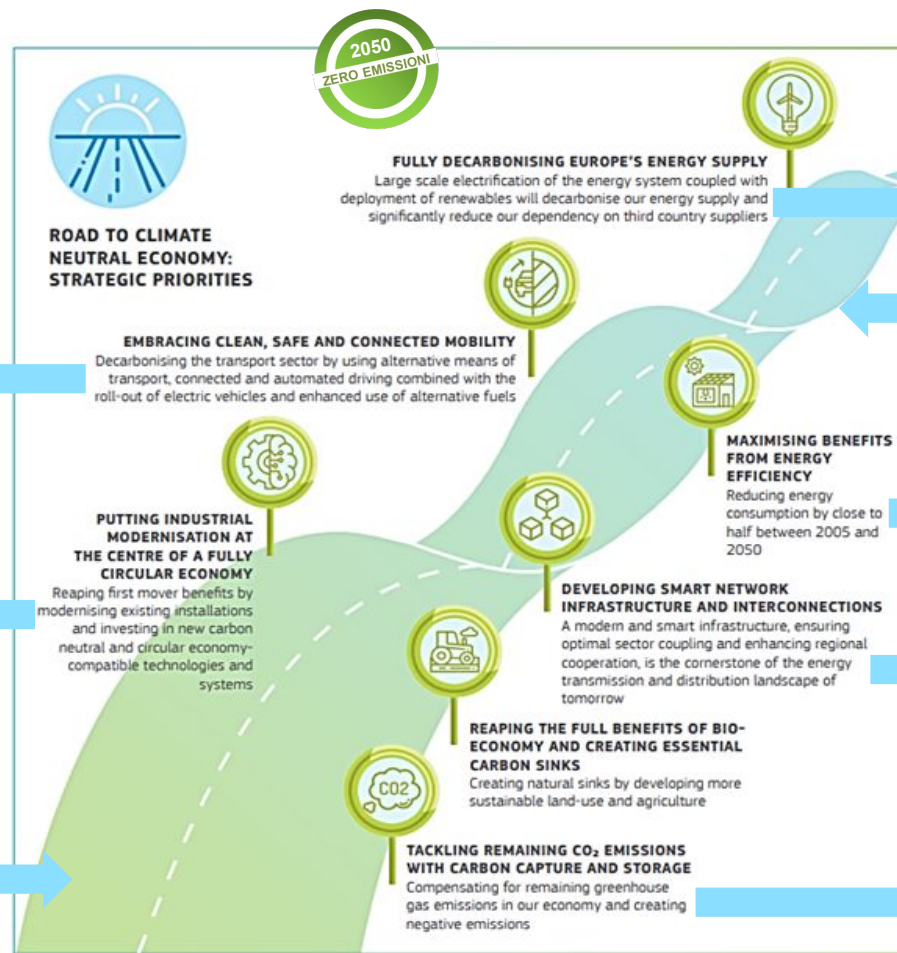 2050
ZERO EMISSIONI
FULLY DECARBONISING EUROPE'S ENERGY SUPPLY
Large scale electrification of the energy system coupled with
deployment of renewables will decarbonise our energy supply and
significantly reduce our dependency on third country suppliers
ROAD TO CLIMATE
NEUTRAL ECONOMY:
STRATEGIC PRIORITIES
EMBRACING CLEAN, SAFE AND CONNECTED MOBILITY
Decarbonising the transport sector by using alternative means of
transport, connected and automated driving combined with the
roll-out of electric vehicles and enhanced use of alternative fuels
MAXIMISING BENEFITS
FROM ENERGY
EFFICIENCY
Reducing energy
consumption by close to
half between 2005 and
2050
PUTTING INDUSTRIAL
MODERNISATION AT
THE CENTRE OF A FULLY
CIRCULAR ECONOMY
Reaping first mover benefits by
modernising existing installations
and investing in new carbon
neutral and circular economy-
compatible technologies and
systems
DEVELOPING SMART NETWORK
INFRASTRUCTURE AND INTERCONNECTIONS
A modern and smart infrastructure, ensuring
optimal sector coupling and enhancing regional
cooperation, is the cornerstone of the energy
transmission and distribution landscape of
tomorrow
REAPING THE FULL BENEFITS OF BIO-
ECONOMY AND CREATING ESSENTIAL
CARBON SINKS
Creating natural sinks by developing more
sustainable land-use and agriculture
CO2
TACKLING REMAINING CO₂ EMISSIONS
WITH CARBON CAPTURE AND STORAGE
Compensating for remaining greenhouse
gas emissions in our economy and creating
negative emissions